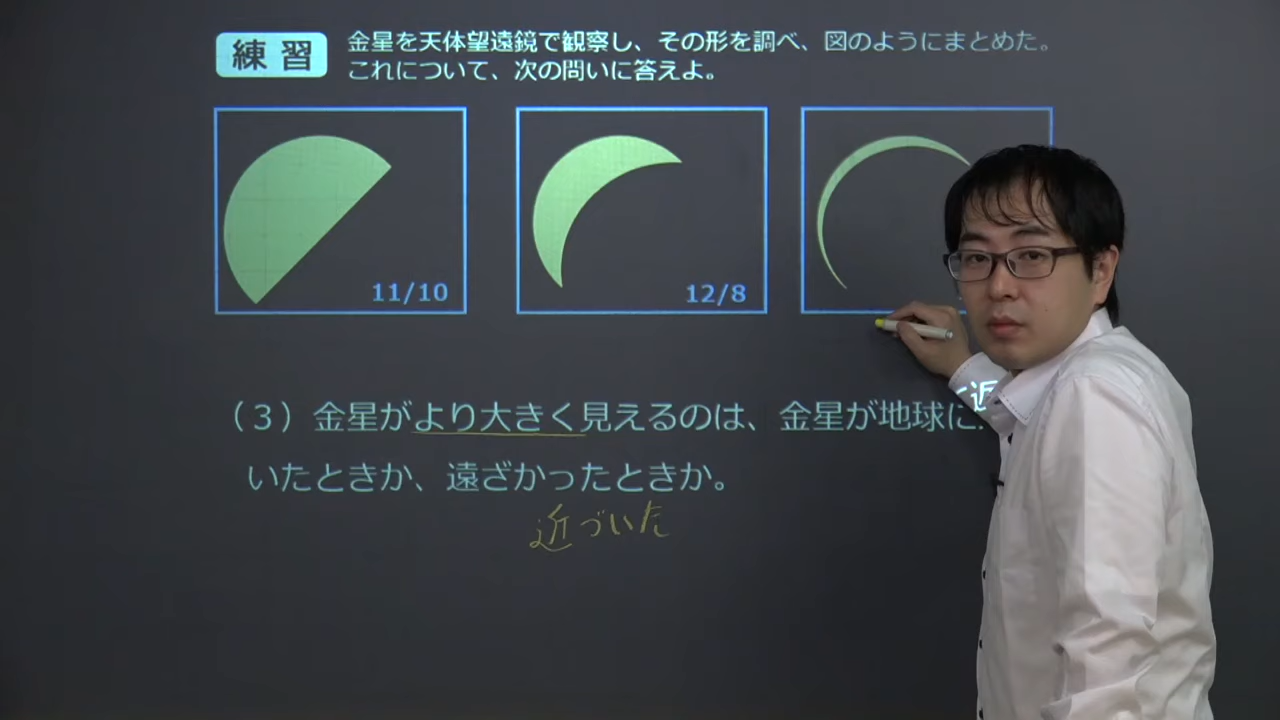 練習
金星を天体望遠鏡で観察し、その形を調べ、図のようにまとめた。
これについて、次の問いに答えよ。
11/10
12/8
（３）金星がより大きく見えるのは、金星が地球に近
いたときか、遠ざかったときか。
近づいた